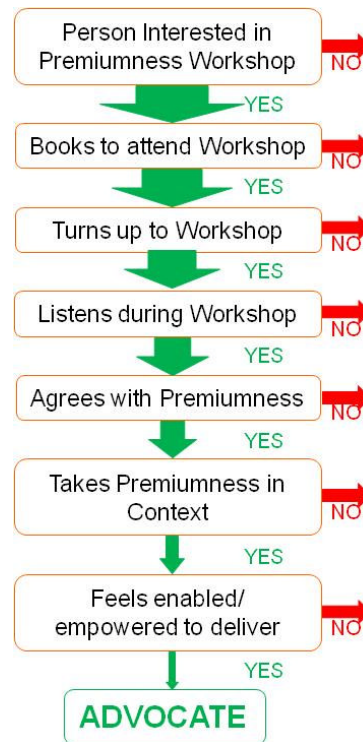 Person Interested in
Premiumness Workshop
NO
YES
Books to attend Workshop
NO
YES
Turns up to Workshop
NO
YES
Listens during Workshop
NO
YES
Agrees with Premiumness
NO
YES
Takes Premiumness in
Context
NO
YES
Feels enabled/
empowered to deliver
NO
YES
ADVOCATE